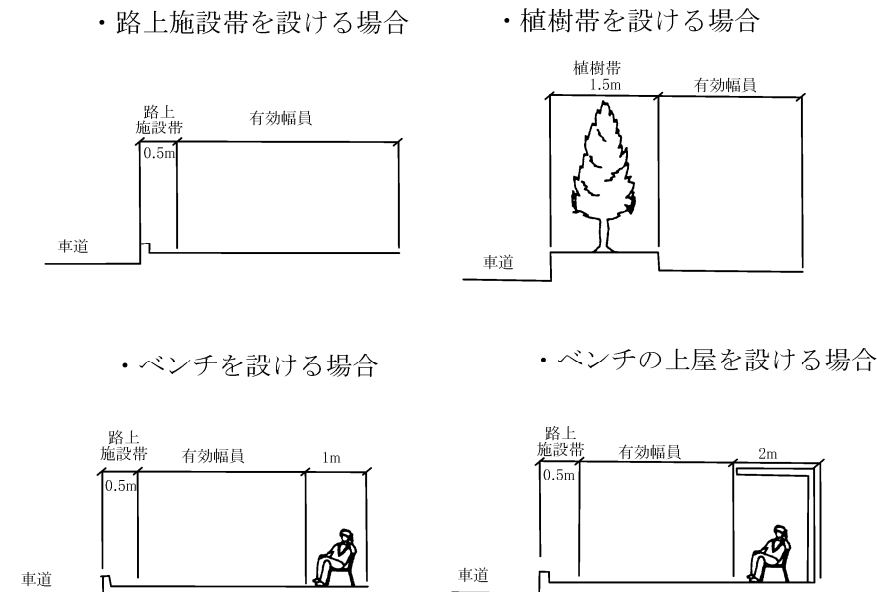 ・路上施設帯を設ける場合
路上
施設帯
有効幅員
0.5m
車道
・植樹帯を設ける場合
植樹帯
1.5m
有効幅員
車道
・ベンチを設ける場合
路上
施設帯
有効幅員
1m
0.5m
車道
・ベンチの上屋を設ける場合
路上
施設帯
有効幅員
2m
0.5m
車道